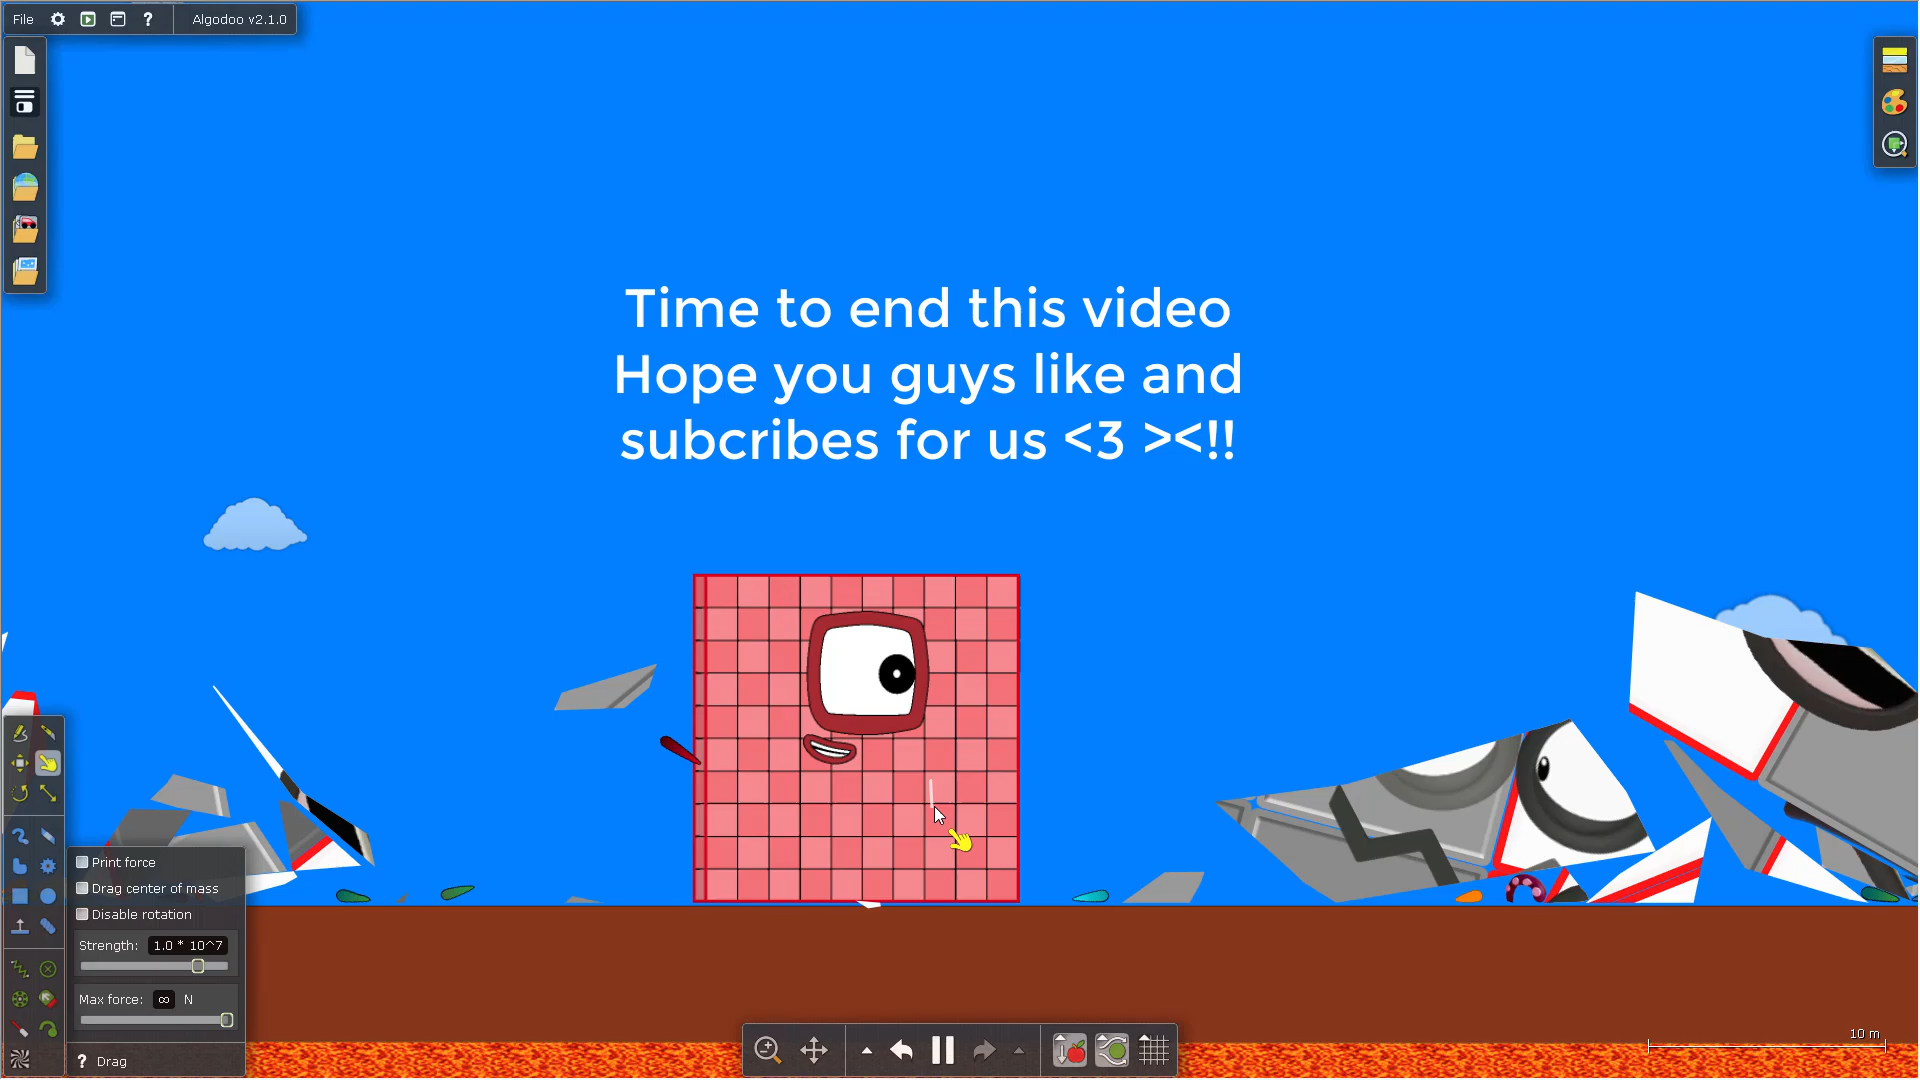 File ? Algodoo v2.1.0
Time to end this video
Hope you guys like and
subcribes for us <3 ><!!
Print force
Drag center of mass
Disable rotation
Strength: 1.0 * 10^7
Max force: ∞ N
? Drag
10 m